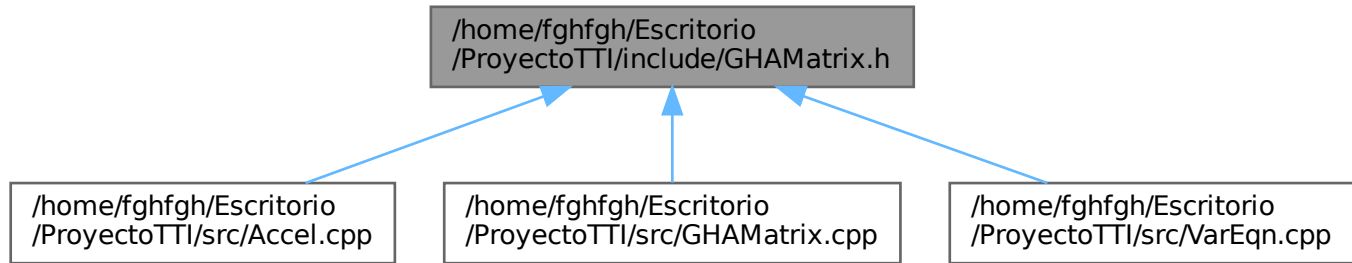 /home/fghfgh/Escritorio
/ProyectoTTI/include/GHAMatrix.h
/home/fghfgh/Escritorio
/ProyectoTTI/src/Accel.cpp
/home/fghfgh/Escritorio
/ProyectoTTI/src/GHAMatrix.cpp
/home/fghfgh/Escritorio
/ProyectoTTI/src/VarEqn.cpp